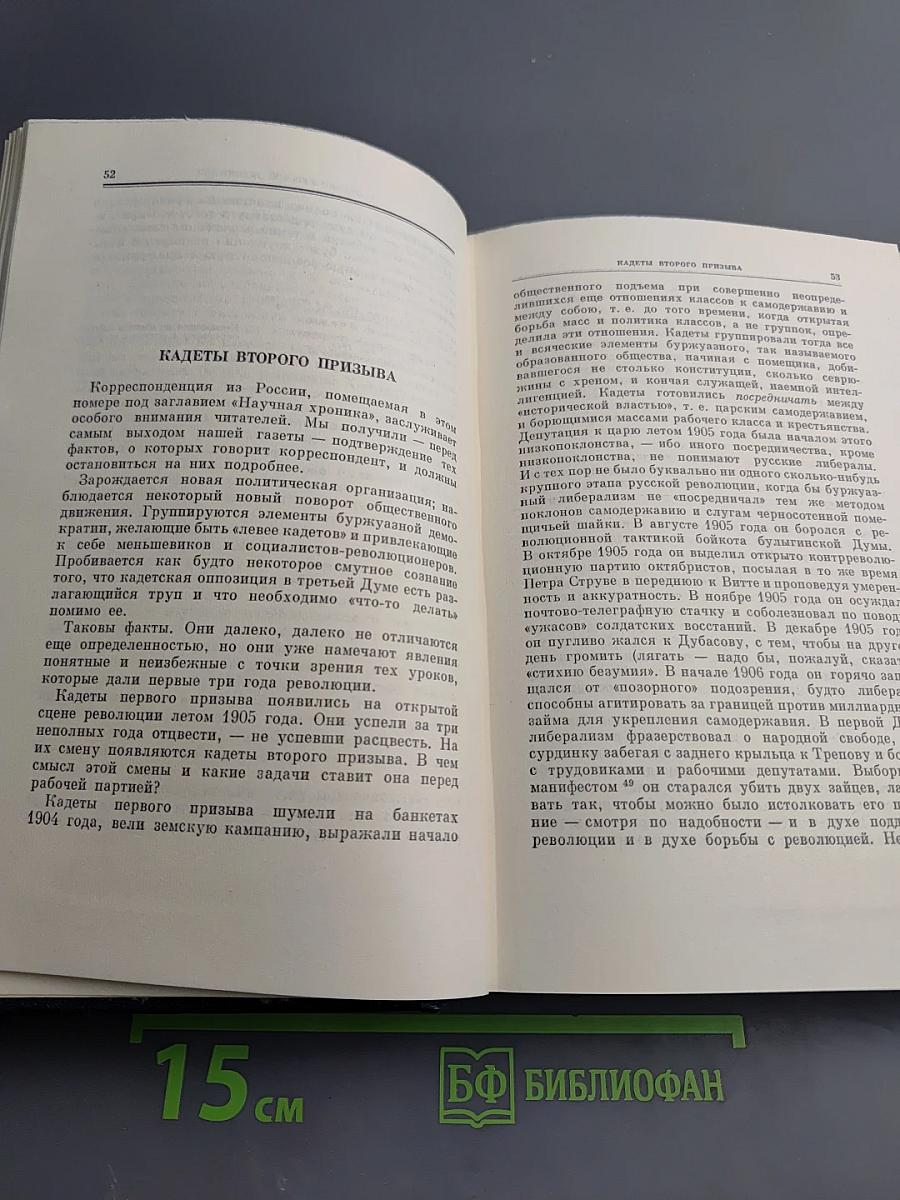 52
КАДЕТЫ ВТОРОГО ПРИЗЫВА
Корреспонденция из России, помещаемая в этом
номере под заглавием «Научная хроника», заслуживает
особого внимания читателей. Мы получили — перед
самым выходом нашей газеты — подтверждение тех
фактов, о которых говорит корреспондент, и должны
остановиться на них подробнее.
Зарождается новая политическая организация; на-
блюдается некоторый новый поворот общественного
движения. Группируются элементы буржуазной демо-
кратии, желающие быть «левее кадетов» и привлекающие
к себе меньшевиков и социалистов-революционеров.
Пробивается как будто некоторое смутное сознание
того, что кадетская оппозиция в третьей Думе есть раз-
лагающийся труп и что необходимо «что-то делать»
помимо ее.
Таковы факты. Они далеко, далеко не отличаются
еще определенностью, но они уже намечают явления
понятные и неизбежные с точки зрения тех уроков,
которые дали первые три года революции.
Кадеты первого призыва появились на открытой
сцене революции летом 1905 года. Они успели за три
неполных года отцвести, — не успевши расцвесть. На
их смену появляются кадеты второго призыва. В чем
смысл этой смены и какие задачи ставит она перед
рабочей партией?
Кадеты первого призыва шумели на банкетах
1904 года, вели земскую кампанию, выражали начало
КАДЕТЫ ВТОРОГО ПРИЗЫВА
53
общественного подъема при совершенно неопреде-
лившихся еще отношениях классов к самодержавию и
между собою, т. е. до того времени, когда открытая
борьба масс и политика классов, а не группок, опре-
делила эти отношения. Кадеты группировали тогда все
и всяческие элементы буржуазного, так называемого
образованного общества, начиная с помещика, доби-
вавшегося не столько конституции, сколько севрю-
жины с хреном, и кончая служащей, наемной интел-
лигенцией. Кадеты готовились посредничать между
«исторической властью», т. е. царским самодержавием,
и борющимися массами рабочего класса и крестьянства.
Депутация к царю летом 1905 года была началом этого
низкопоклонства, — ибо иного посредничества, кроме
низкопоклонства, не понимают русские либералы.
И с тех пор не было буквально ни одного сколько-нибудь
крупного этапа русской революции, когда бы буржуаз-
ный либерализм не «посредничал» тем же методом
поклонов самодержавию и слугам черносотенной поме-
щичьей шайки. В августе 1905 года он боролся с ре-
волюционной тактикой бойкота булыгинской Думы.
В октябре 1905 года он выделил открыто контрреволю-
ционную партию октябристов, посылая в то же время
Петра Струве в переднюю к Витте и проповедуя умерен-
ность и аккуратность. В ноябре 1905 года он осуждал
почтово-телеграфную стачку и соболезновал по поводу
«ужасов» солдатских восстаний. В декабре 1905 год
он пугливо жался к Дубасову, с тем, чтобы на друго
день громить (лягать — надо бы, пожалуй, сказат
«стихию безумия». В начале 1906 года он горячо защ
щался от «позорного» подозрения, будто либера
способны агитировать за границей против миллиардн
займа для укрепления самодержавия. В первой Д
либерализм фразерствовал о народной свободе,
сурдинку забегая с заднего крыльца к Трепову и бо
с трудовиками и рабочими депутатами. Выборг
манифестом 49 он старался убить двух зайцев, ла
вать так, чтобы можно было истолковать его п
ние — смотря по надобности — и в духе подд
революции и в духе борьбы с революцией. Не
15 см
БФ БИБЛИОФАН